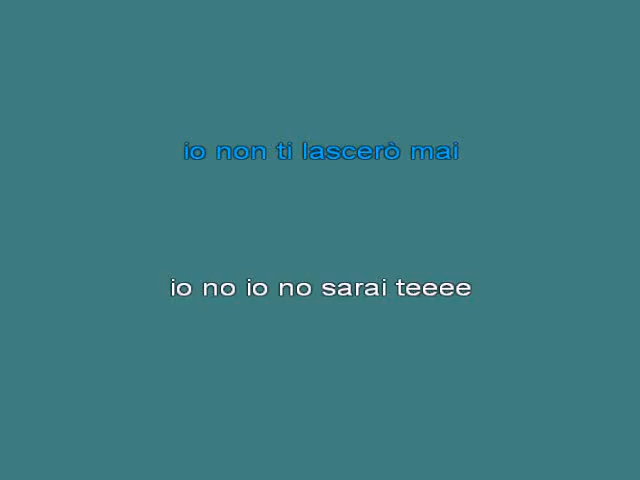 io non ti lascerò mai
io no io no sarai teeee